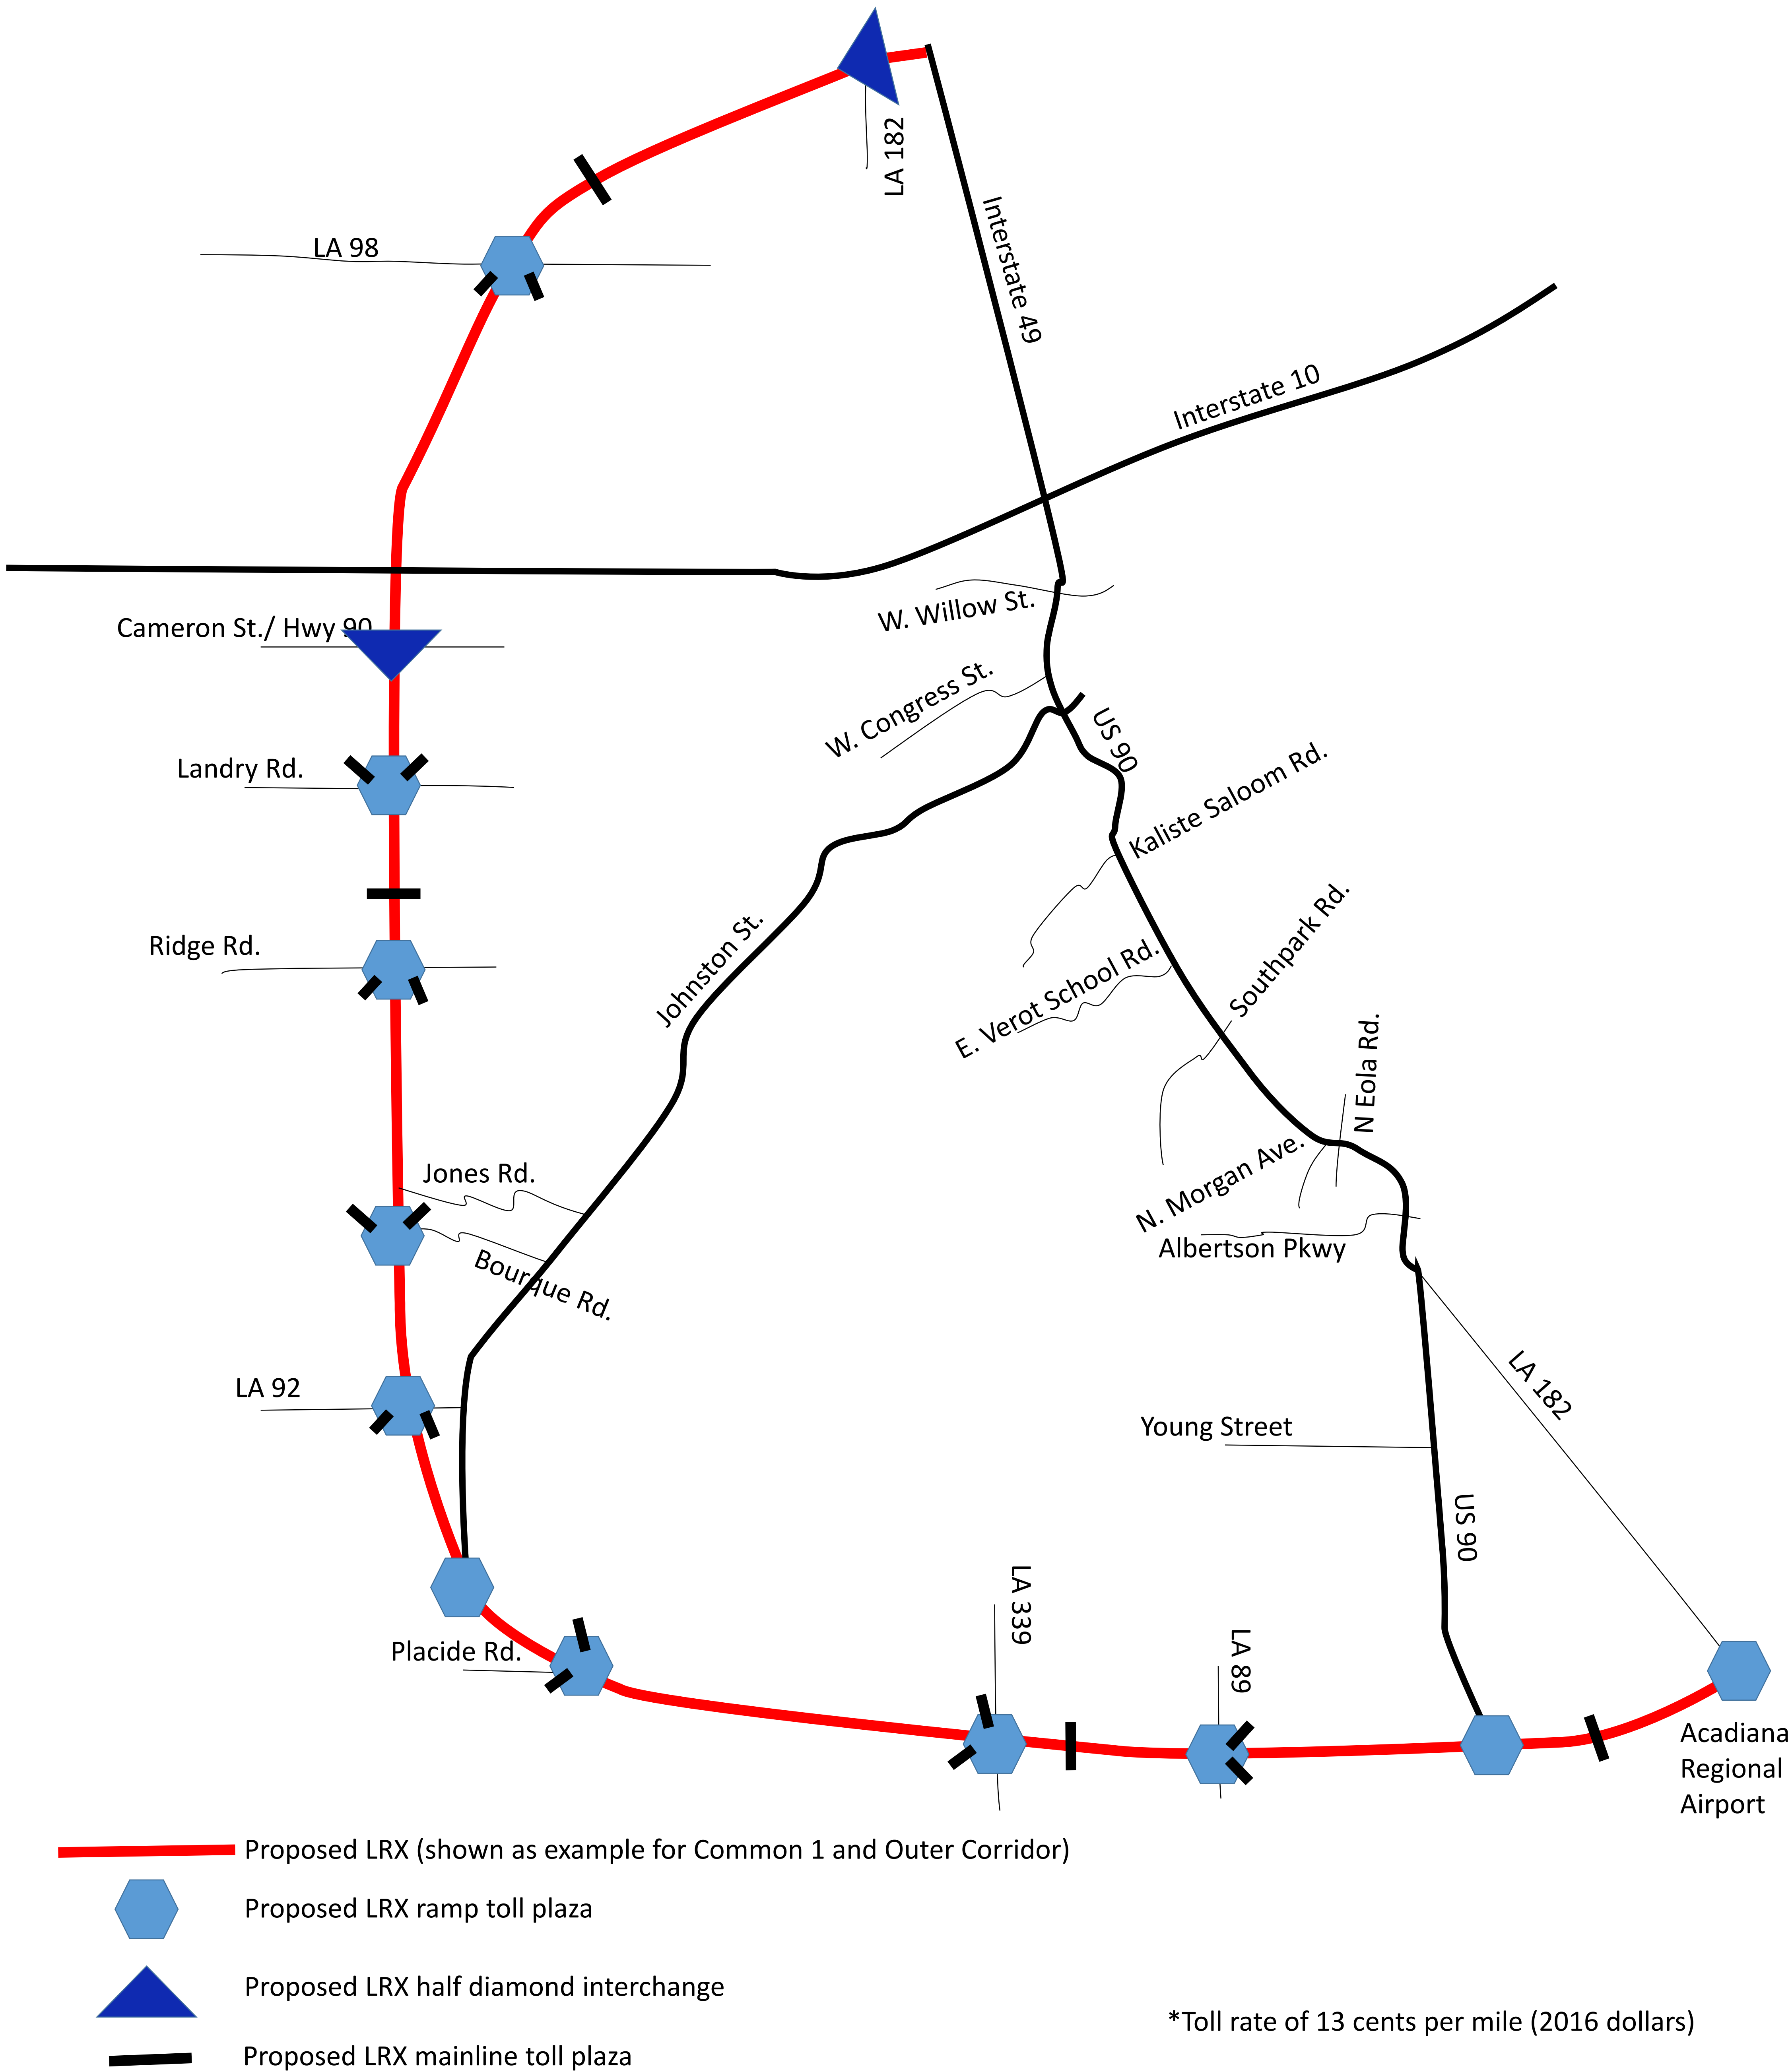 LA 182
LA 98
Interstate 49
Interstate 10
W. Willow St.
Cameron St./ Hwy 90
W. Congress St.
US 90
Landry Rd.
Kaliste Saloom Rd.
Ridge Rd.
Johnston St.
E. Verot School Rd.
Southpark Rd.
N Eola Rd.
Jones Rd.
N. Morgan Ave.
Albertson Pkwy
Bourque Rd.
LA 92
LA 182
Young Street
US 90
LA 339
Placide Rd.
LA 89
Acadiana
Regional
Airport
Proposed LRX (shown as example for Common 1 and Outer Corridor)
Proposed LRX ramp toll plaza
Proposed LRX half diamond interchange
*Toll rate of 13 cents per mile (2016 dollars)
Proposed LRX mainline toll plaza